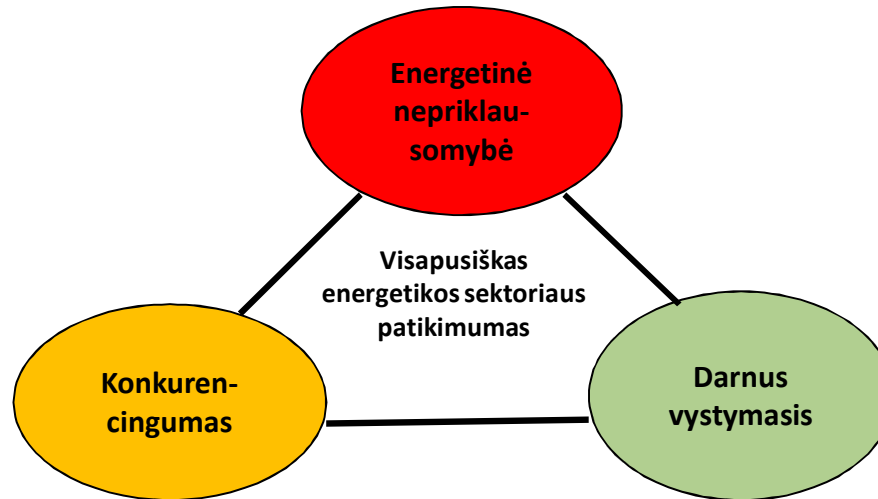 Energetinė
nepriklau-
somybė
Visapusiškas
energetikos sektoriaus
patikimumas
Konkuren-
cingumas
Darnus
vystymasis